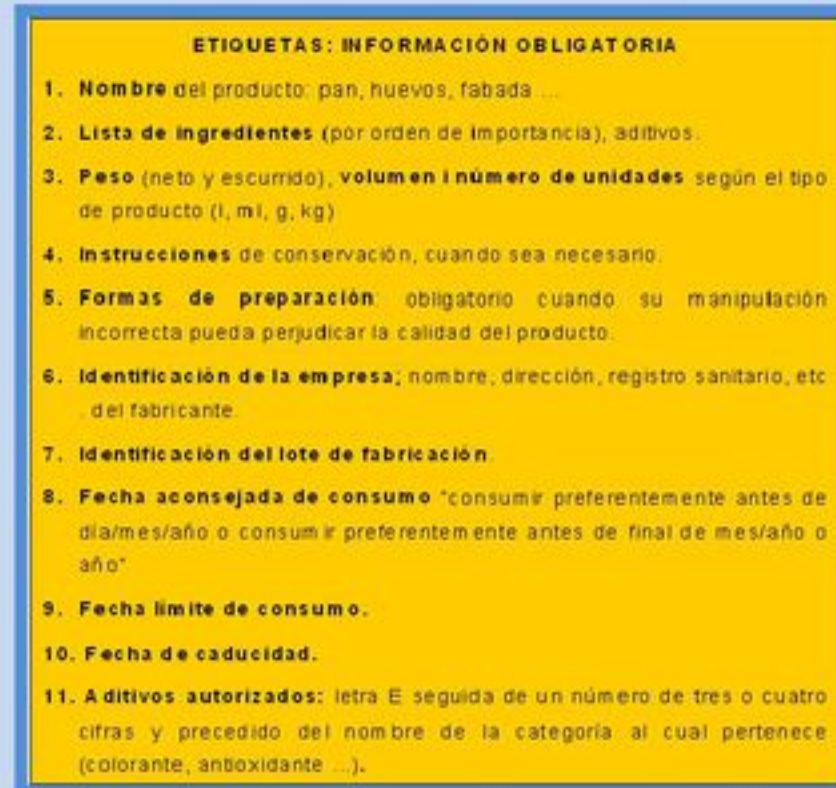 ETIQUETAS: INFORMACIÓN OBLIGATORIA
1. Nombre del producto: pan, huevos, fabada ...
2. Lista de ingredientes (por orden de importancia), aditivos.
3. Peso (neto y escurrido), volumen i número de unidades según el tipo
de producto (l, ml, g, kg)
4. Instrucciones de conservación, cuando sea necesario.
5. Formas de preparación: obligatorio cuando su manipulación
incorrecta pueda perjudicar la calidad del producto.
6. Identificación de la empresa; nombre, dirección, registro sanitario, etc
. del fabricante.
7. Identificación del lote de fabricación.
8. Fecha aconsejada de consumo "consumir preferentemente antes de
día/mes/año o consumir preferentemente antes de final de mes/año o
año"
9. Fecha límite de consumo.
10. Fecha de caducidad.
11. Aditivos autorizados: letra E seguida de un número de tres o cuatro
cifras y precedido del nombre de la categoría al cual pertenece
(colorante, antioxidante ...).